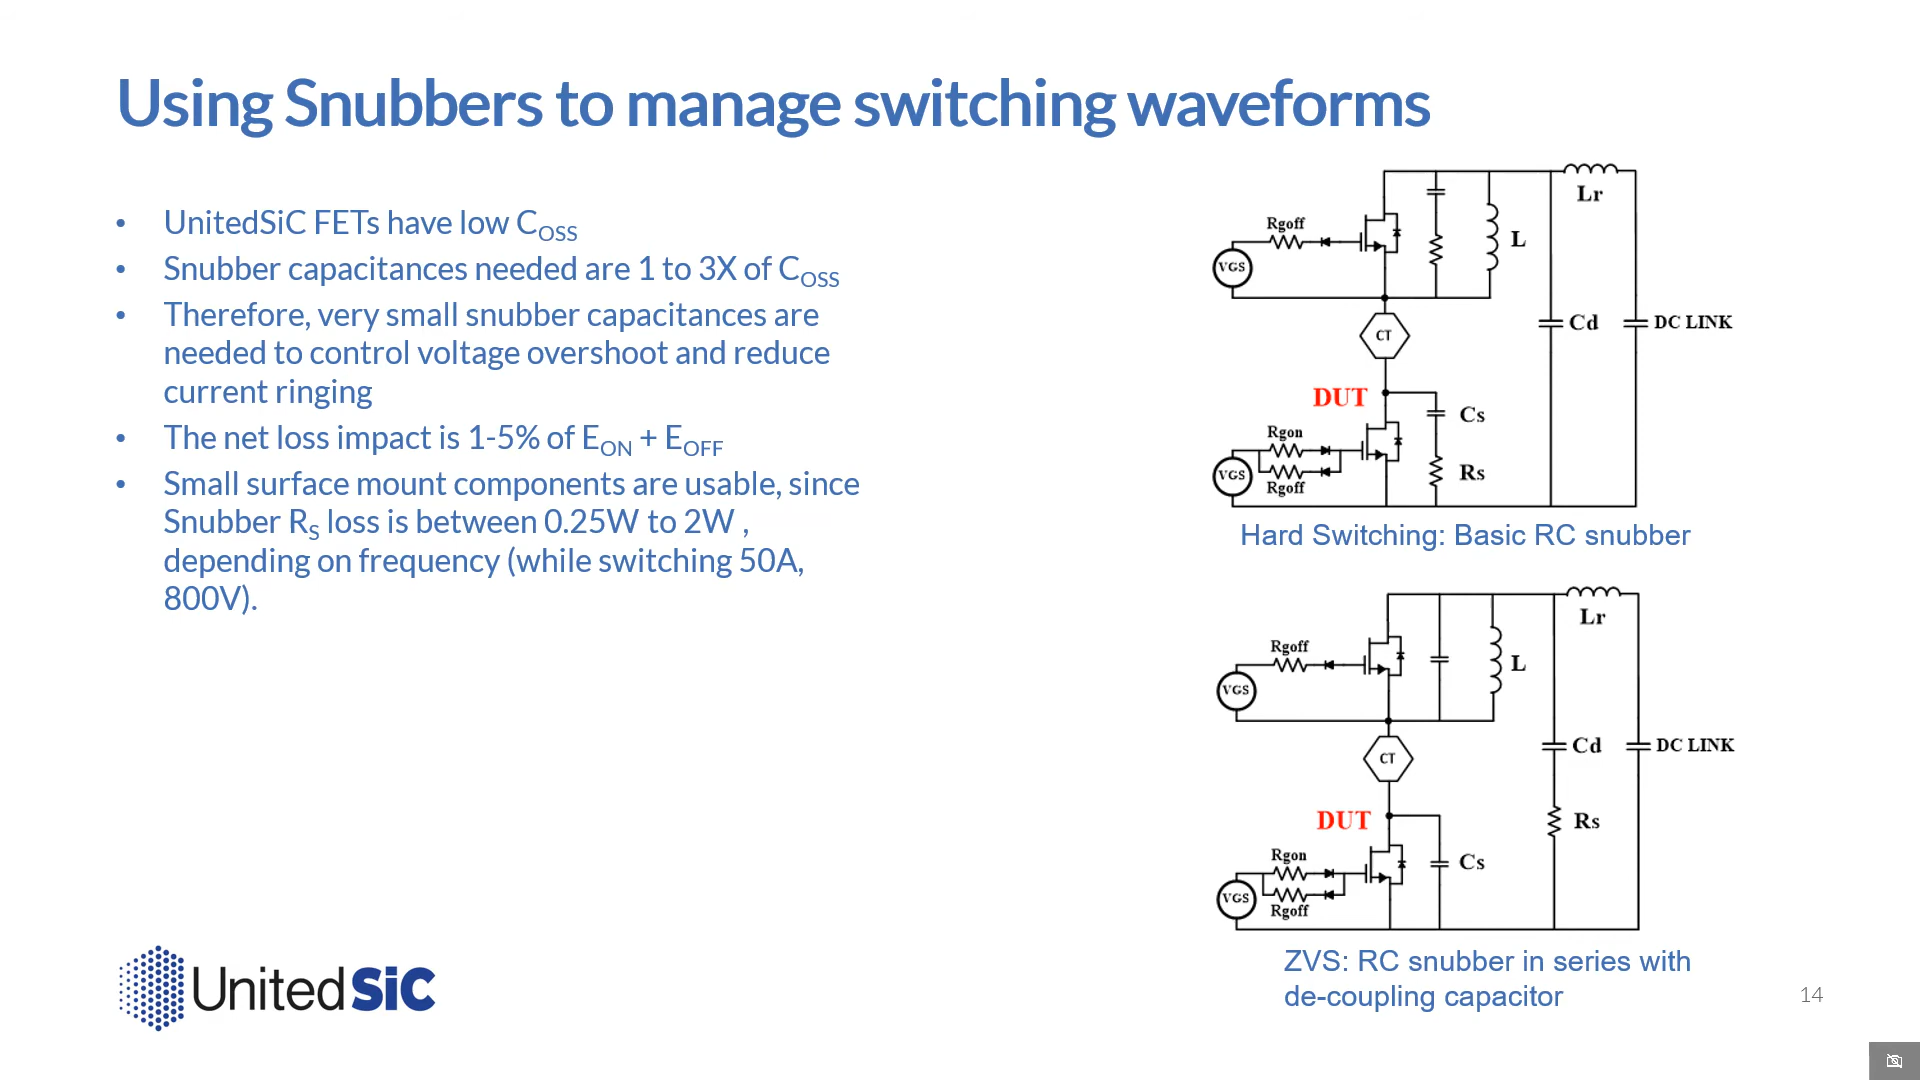 Using Snubbers to manage switching waveforms
• UnitedSiC FETs have low COSS
• Snubber capacitances needed are 1 to 3X of COSS
• Therefore, very small snubber capacitances are
needed to control voltage overshoot and reduce
current ringing
• The net loss impact is 1-5% of EON + EOFF
• Small surface mount components are usable, since
Snubber RS loss is between 0.25W to 2W ,
depending on frequency (while switching 50A,
800V).
Lr
Rgoff
L
VGS
Cd
DC LINK
CT
DUT
Cs
Rgon
Rs
VGS
Rgoff
Hard Switching: Basic RC snubber
Lr
Rgoff
L
VGS
Cd
DC LINK
CT
DUT
Rs
Rgon
Cs
VGS
Rgoff
ZVS: RC snubber in series with
de-coupling capacitor
UnitedSiC
14